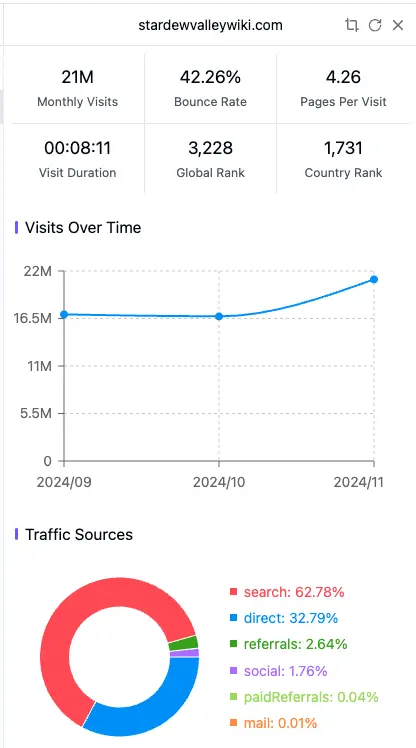 stardewvalleywiki.com
21M 42.26% 4.26
Monthly Visits Bounce Rate Pages Per Visit
00:08:11 3,228 1,731
Visit Duration Global Rank Country Rank
Visits Over Time
22M
16.5M
11M
5.5M
0
2024/09 2024/10 2024/11
Traffic Sources
search: 62.78%
direct: 32.79%
referrals: 2.64%
social: 1.76%
paidReferrals: 0.04%
mail: 0.01%